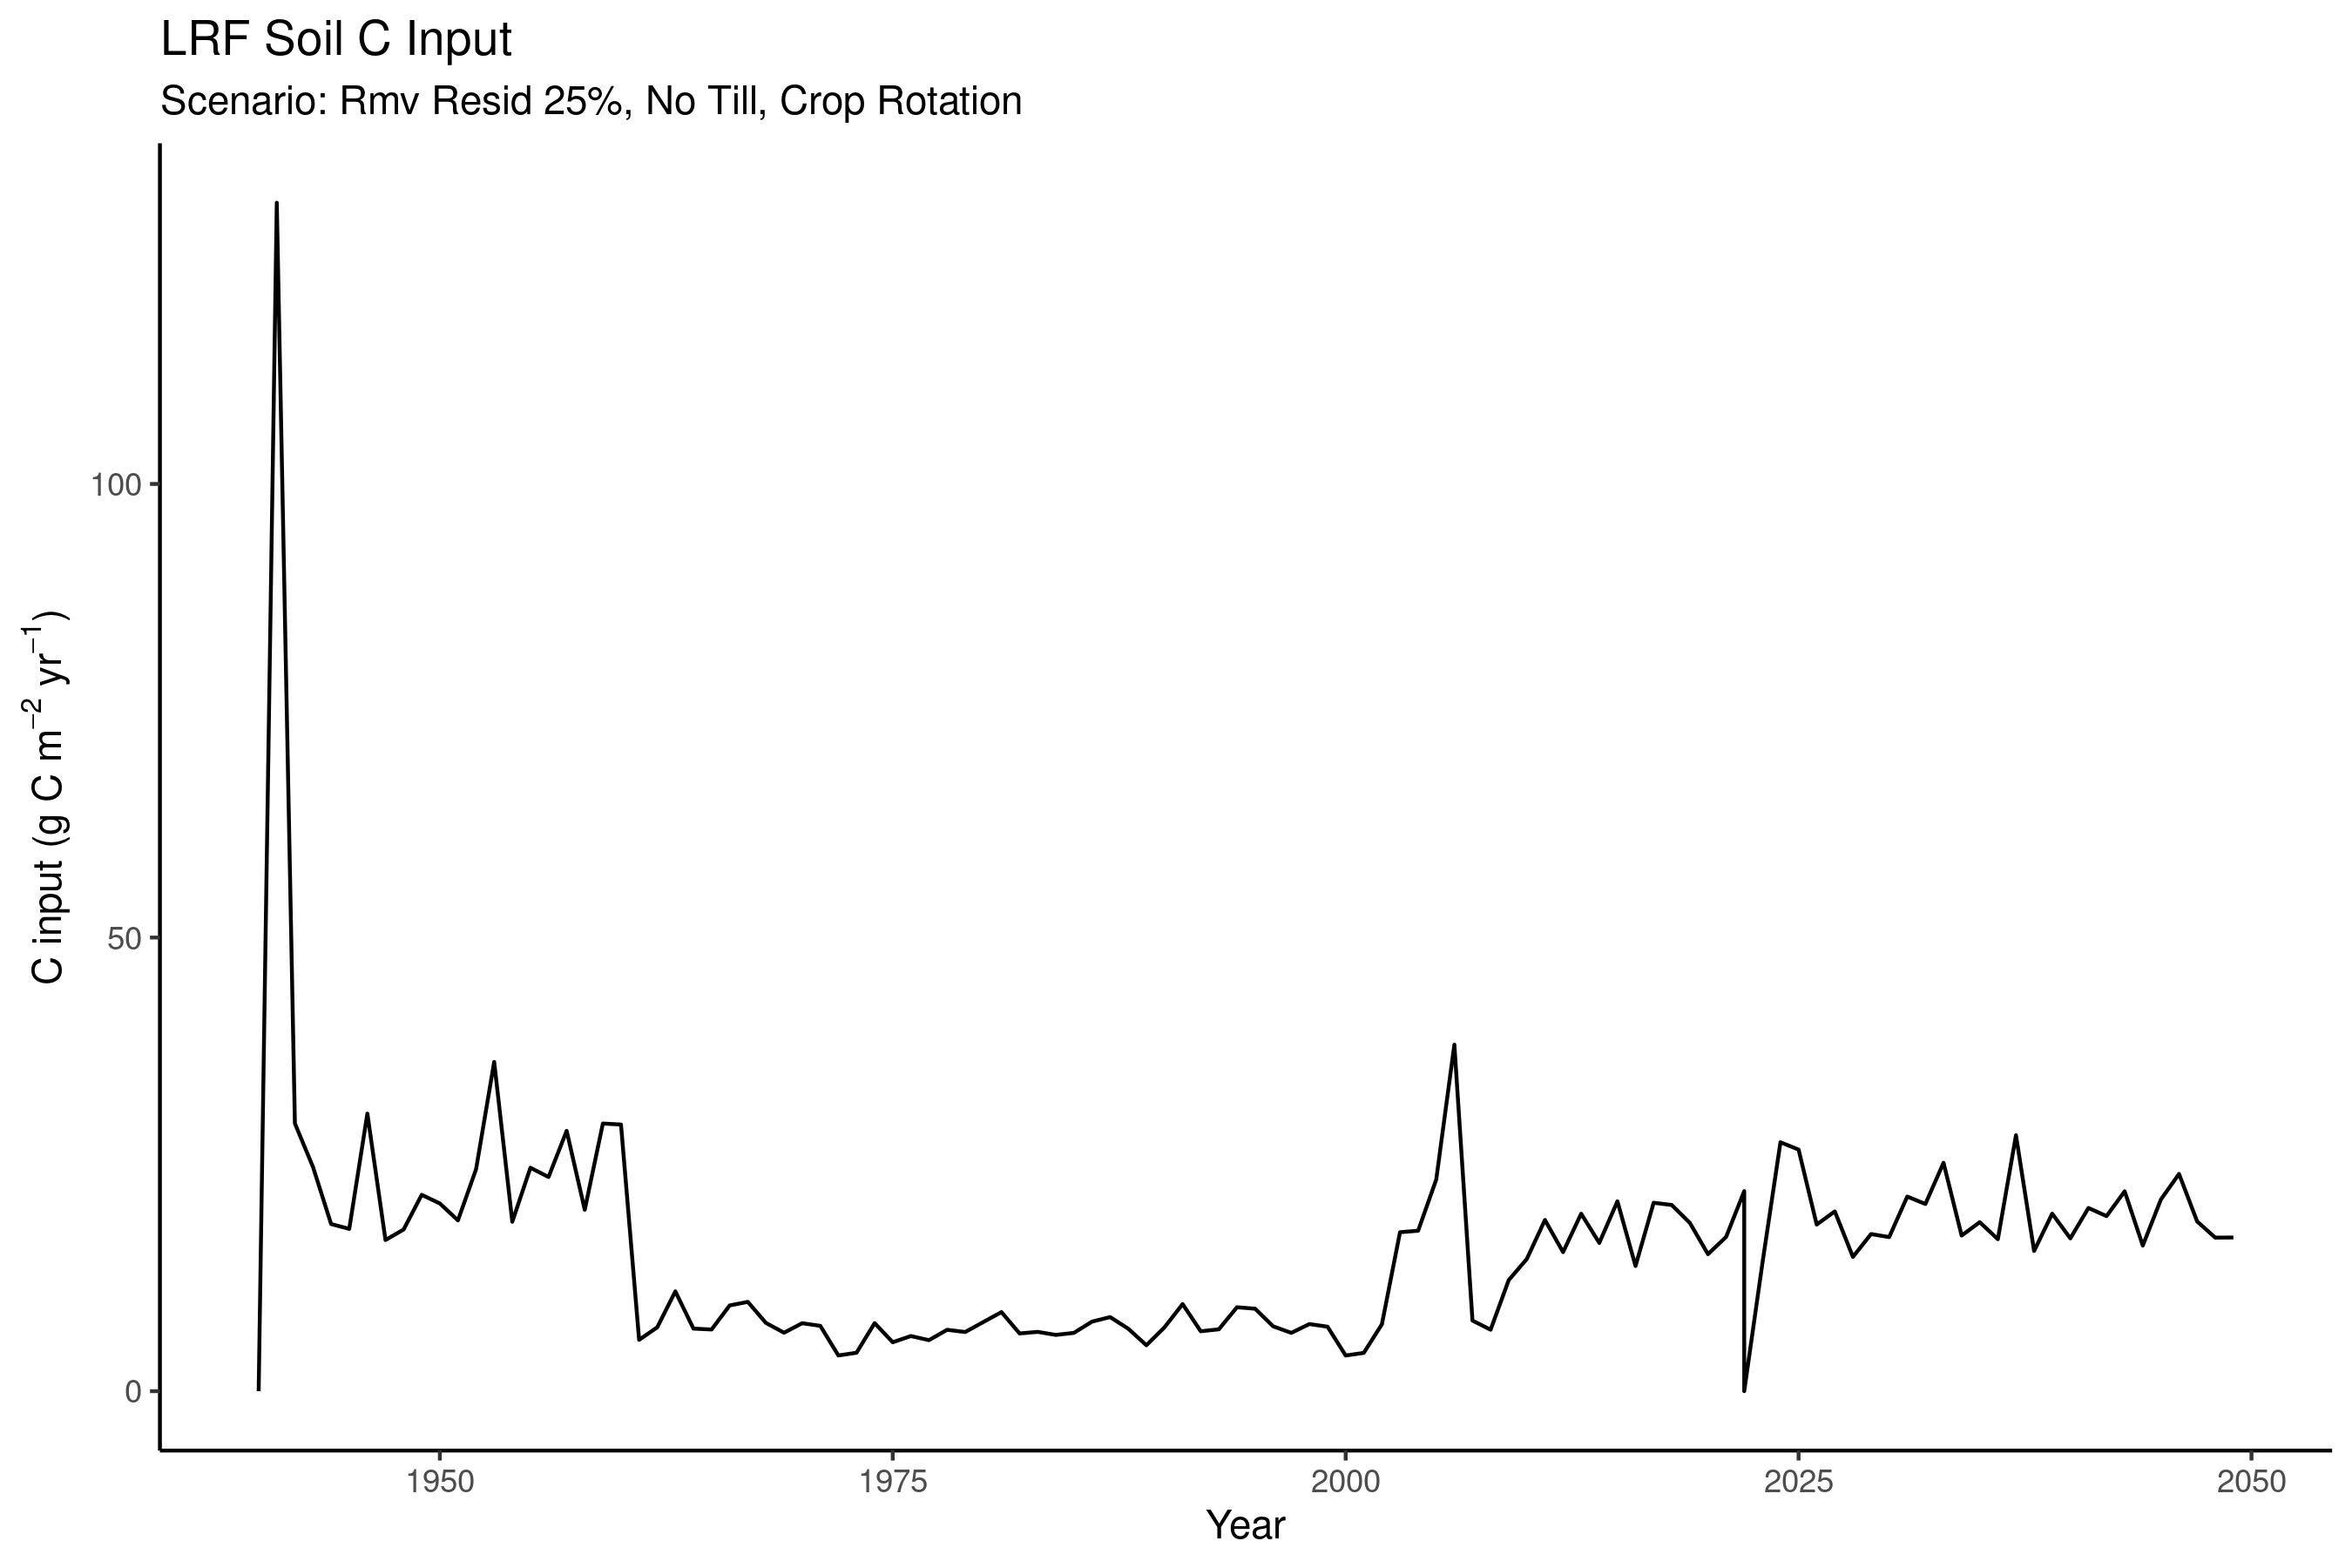 LRF Soil C Input
Scenario: Rmv Resid 25%, No Till, Crop Rotation
C input (g C m⁻² yr⁻¹)
100
50
0
1950 1975 2000 2025 2050
Year